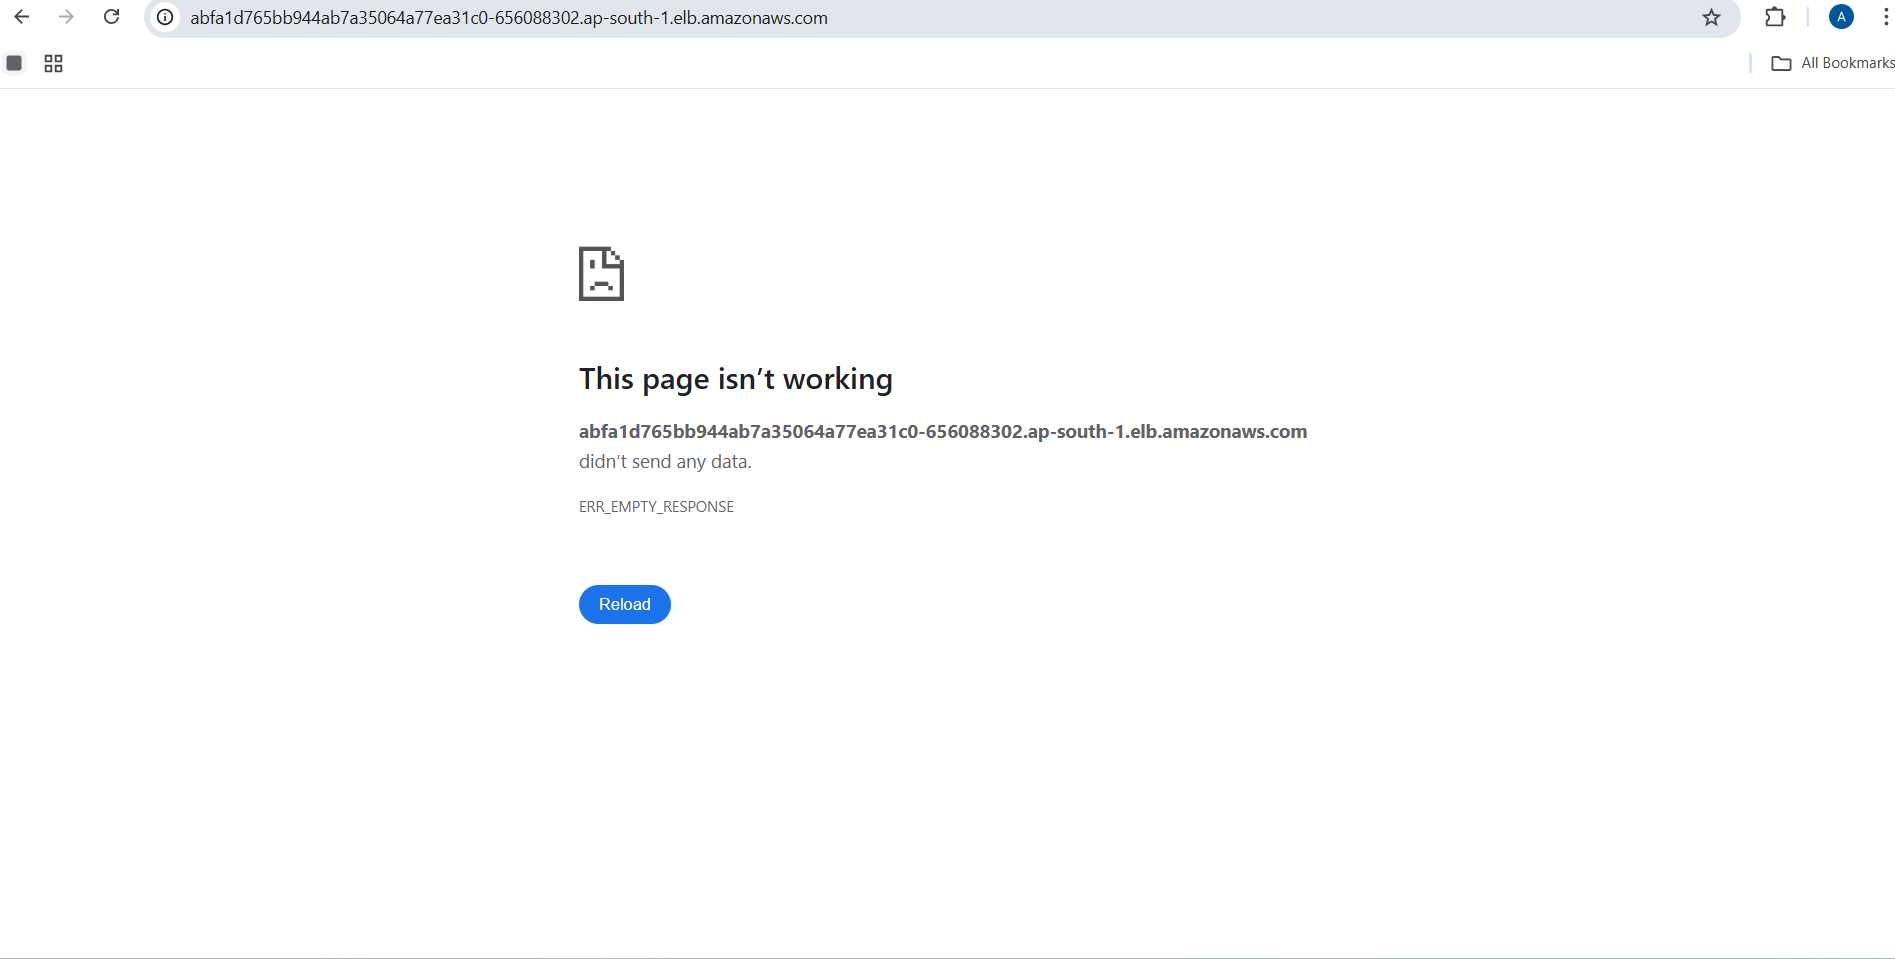 abfa1d765bb944ab7a35064a77ea31c0-656088302.ap-south-1.elb.amazonaws.com
A
All Bookmarks
This page isn’t working
abfa1d765bb944ab7a35064a77ea31c0-656088302.ap-south-1.elb.amazonaws.com
didn’t send any data.
ERR_EMPTY_RESPONSE
Reload